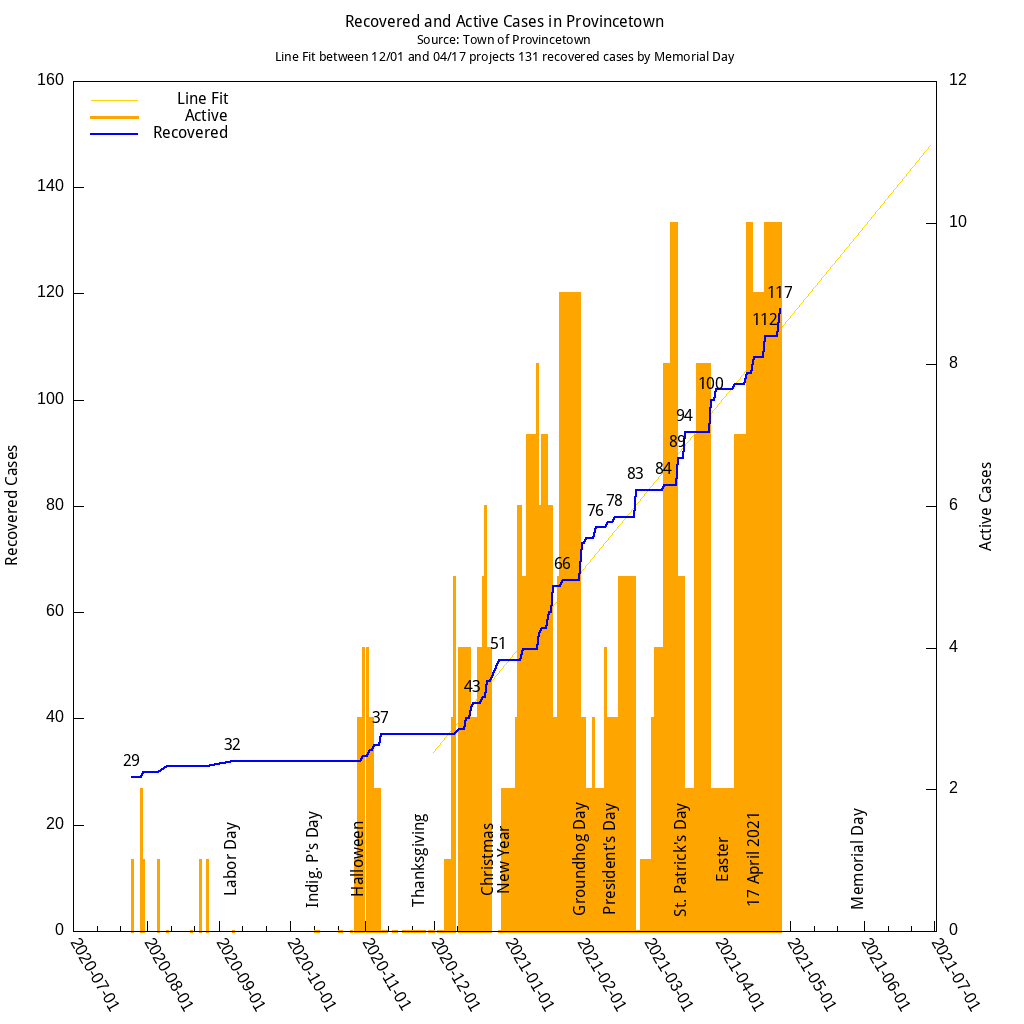 Recovered and Active Cases in Provincetown
Source: Town of Provincetown
Line Fit between 12/01 and 04/17 projects 131 recovered cases by Memorial Day
Line Fit
Active
Recovered
160
140
120
100
80
60
40
20
0
Recovered Cases
12
10
8
6
4
2
0
Active Cases
29
32
37
43
51
66
76
78
83
84
89
94
100
112
117
Labor Day
Indig. P's Day
Halloween
Thanksgiving
Christmas
New Year
Groundhog Day
President's Day
St. Patrick's Day
Easter
17 April 2021
Memorial Day
2020-07-01
2020-08-01
2020-09-01
2020-10-01
2020-11-01
2020-12-01
2021-01-01
2021-02-01
2021-03-01
2021-04-01
2021-05-01
2021-06-01
2021-07-01